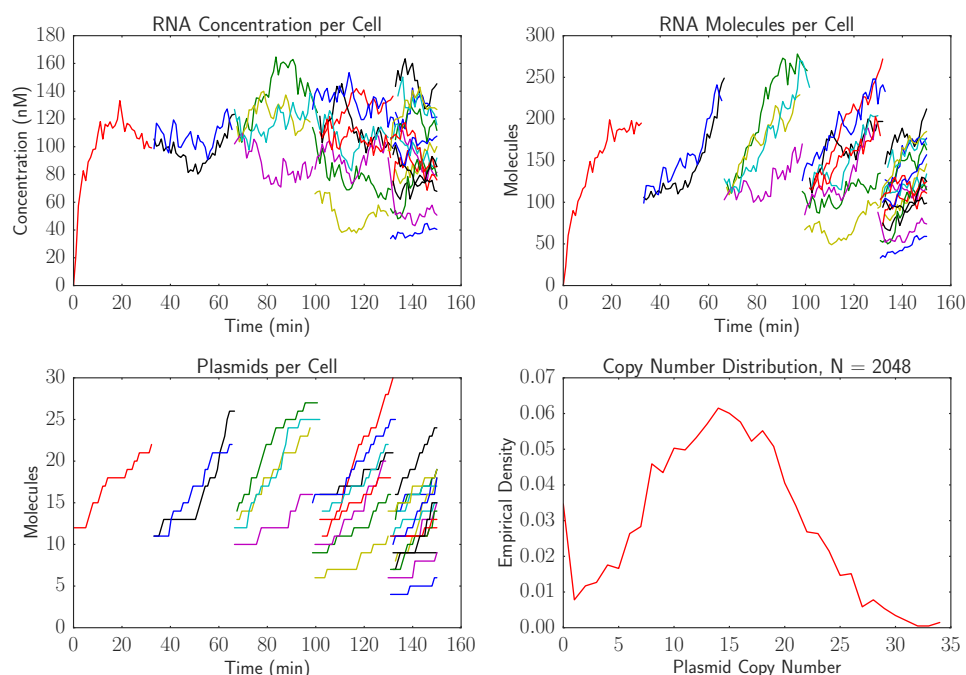 RNA Concentration per Cell
180
160
140
120
100
80
60
40
20
0
Concentration (nM)
0 20 40 60 80 100 120 140 160
Time (min)
RNA Molecules per Cell
300
250
200
150
100
50
0
Molecules
0 20 40 60 80 100 120 140 160
Time (min)
Plasmids per Cell
30
25
20
15
10
5
0
Molecules
0 20 40 60 80 100 120 140 160
Time (min)
Copy Number Distribution, N = 2048
0.07
0.06
0.05
0.04
0.03
0.02
0.01
0.00
Empirical Density
0 5 10 15 20 25 30 35
Plasmid Copy Number